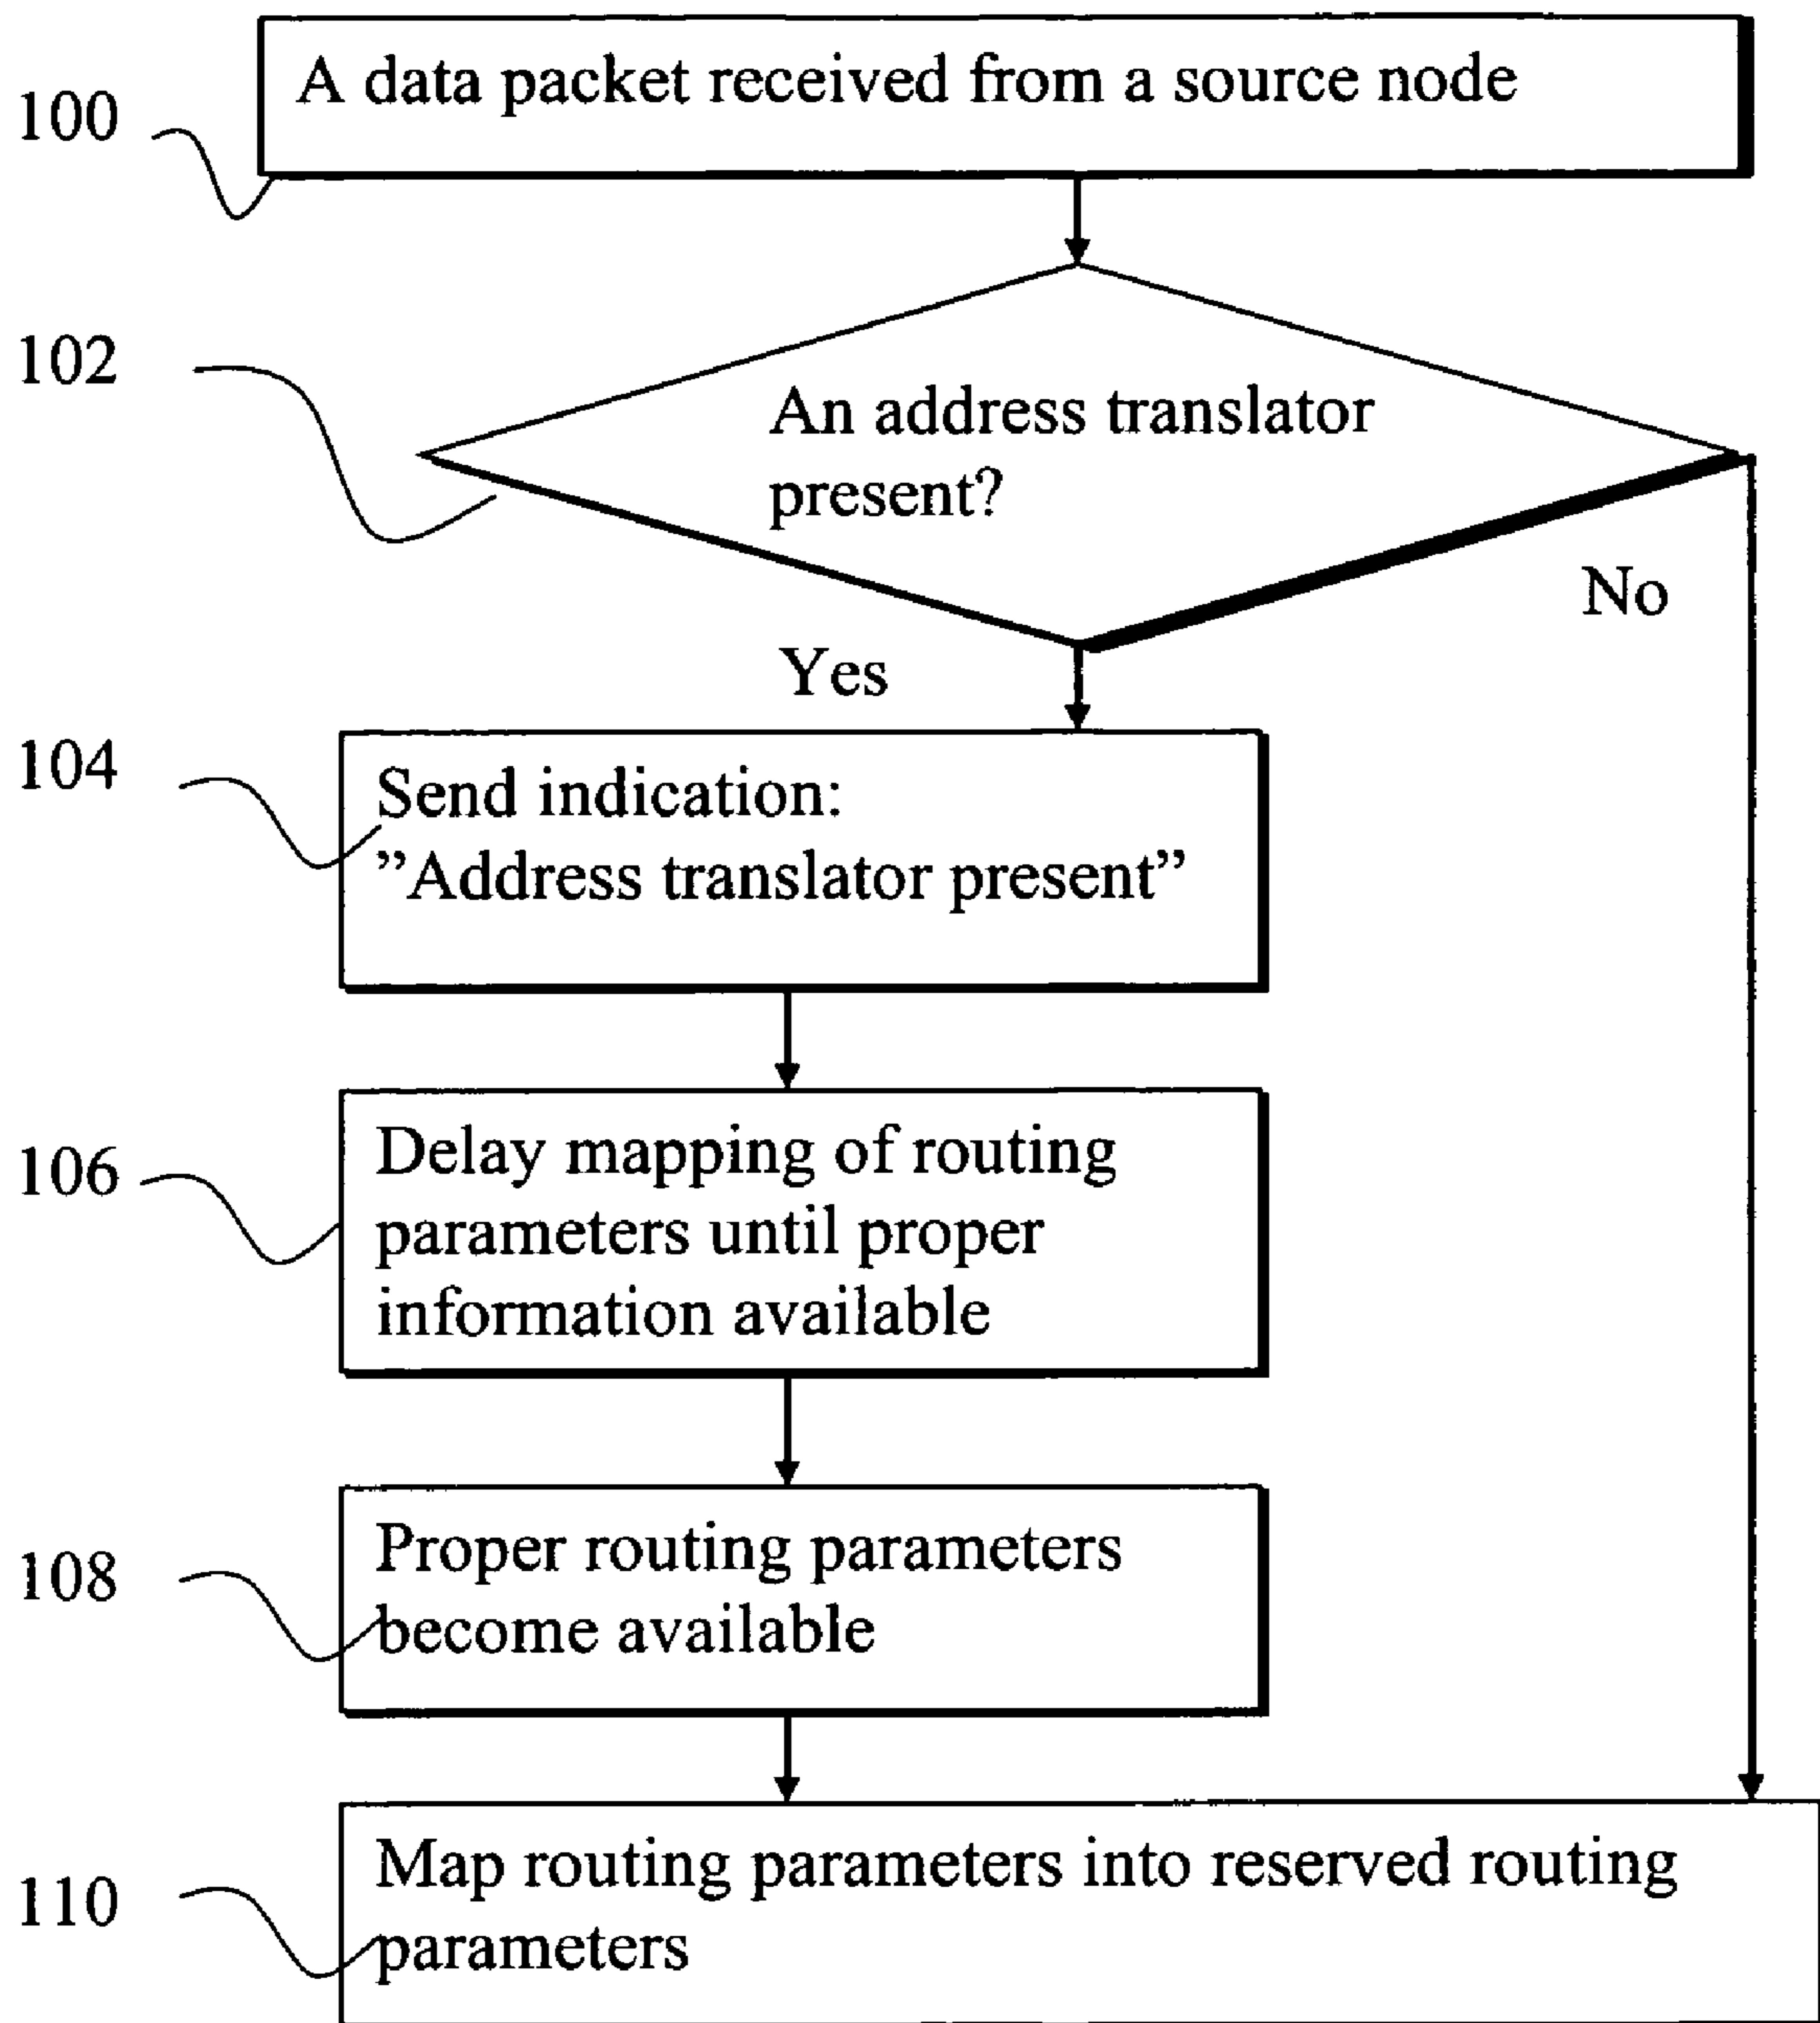 100
A data packet received from a source node
102
An address translator
present?
No
Yes
104
Send indication:
”Address translator present”
106
Delay mapping of routing
parameters until proper
information available
108
Proper routing parameters
become available
110
Map routing parameters into reserved routing
parameters